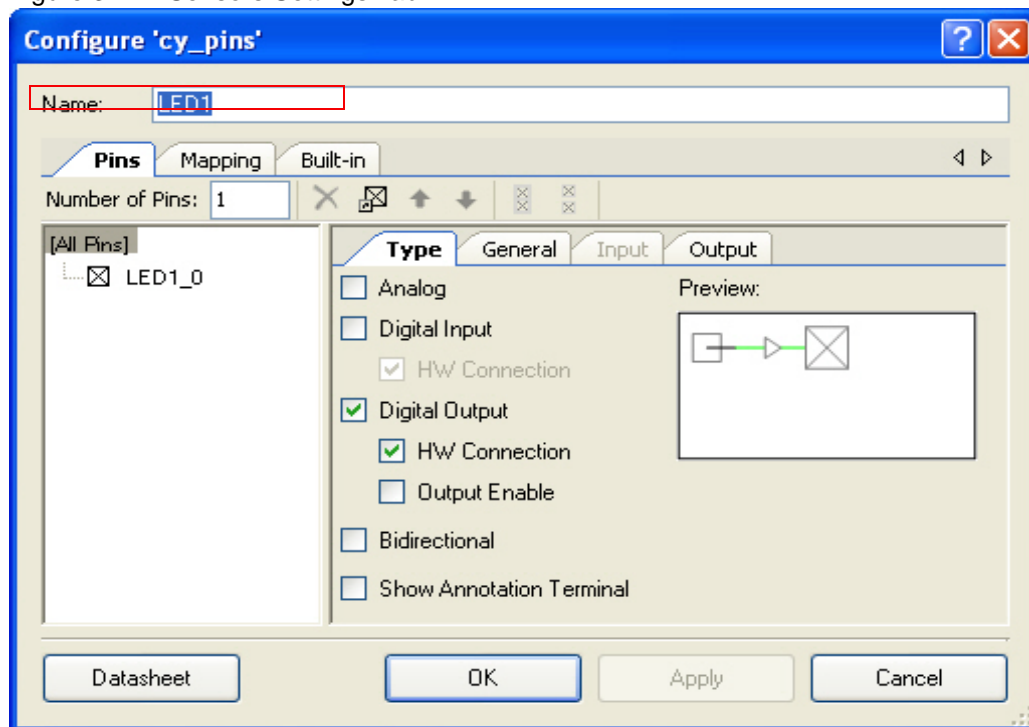 Configure 'cy_pins'
Name: LED1
Pins Mapping Built-in
Number of Pins: 1
[All Pins]
LED1_0
Type General Input Output
Analog
Preview:
Digital Input
HW Connection
Digital Output
HW Connection
Output Enable
Bidirectional
Show Annotation Terminal
Datasheet OK Apply Cancel